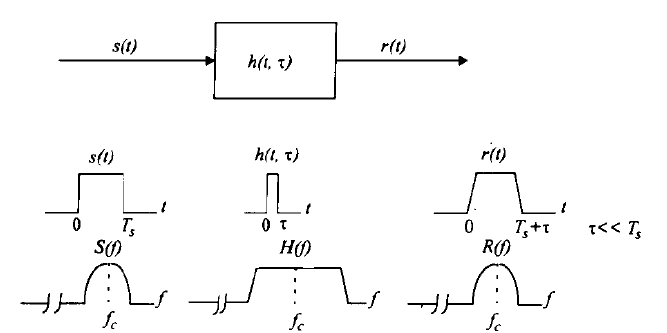 s(t) h(t, τ) r(t)
s(t) h(t, τ) r(t)
t t t
0 T_s 0 τ 0 T_s+τ τ<< T_s
S(f) H(f) R(f)
f f f
f_c f_c f_c